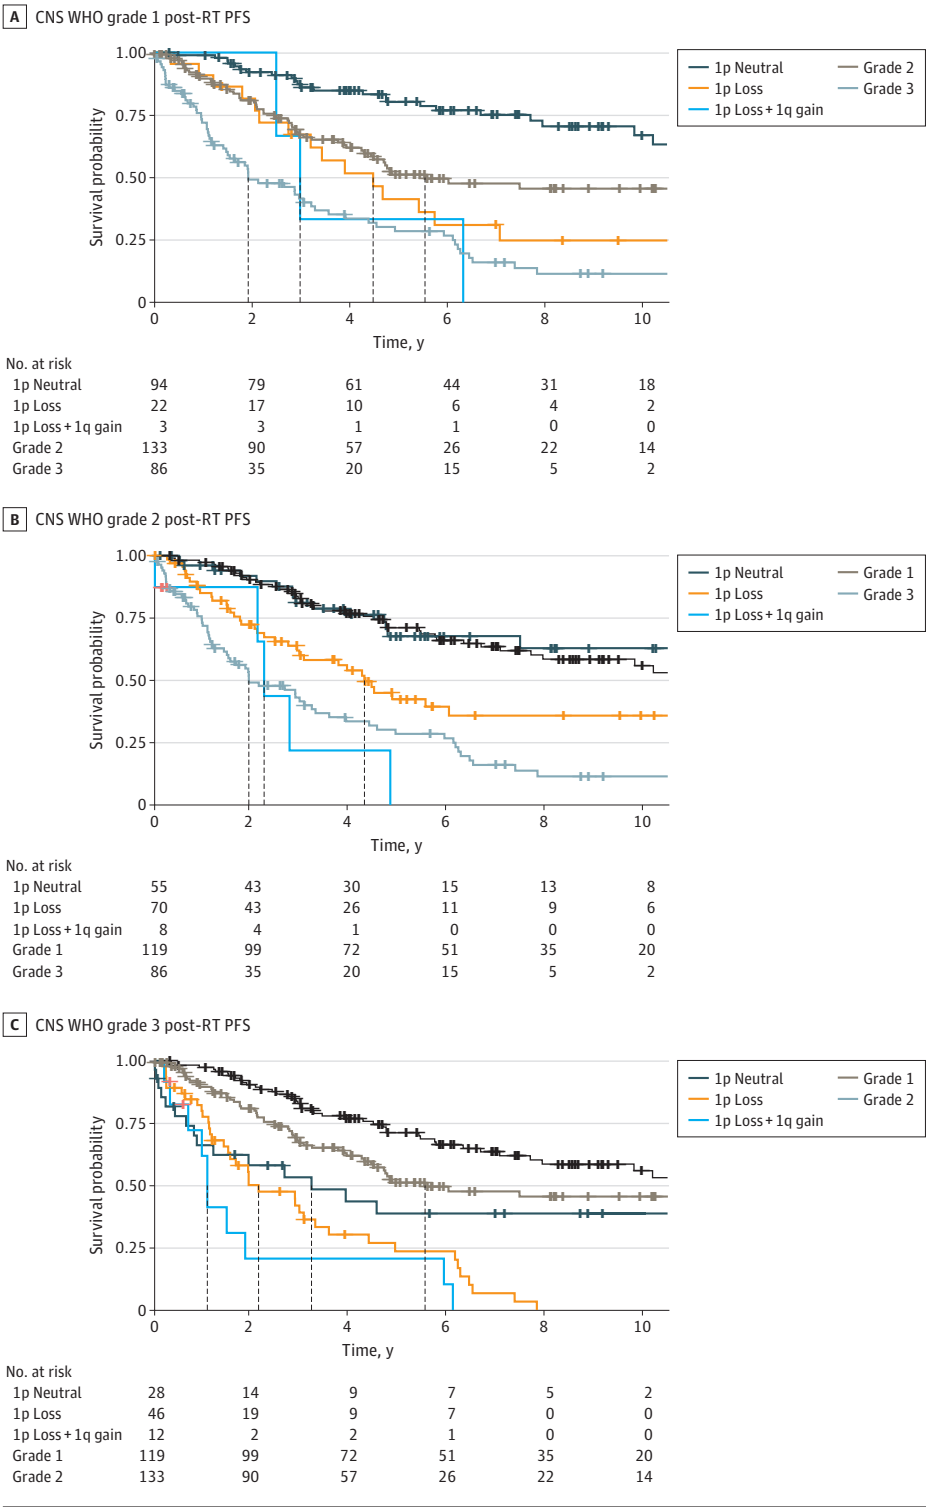 A CNS WHO grade 1 post-RT PFS
1.00
0.75
0.50
0.25
0
Survival probability
0 2 4 6 8 10
Time, y
1p Neutral
1p Loss
1p Loss + 1q gain
Grade 2
Grade 3
No. at risk
1p Neutral 94 79 61 44 31 18
1p Loss 22 17 10 6 4 2
1p Loss + 1q gain 3 3 1 1 0 0
Grade 2 133 90 57 26 22 14
Grade 3 86 35 20 15 5 2
B CNS WHO grade 2 post-RT PFS
1.00
0.75
0.50
0.25
0
Survival probability
0 2 4 6 8 10
Time, y
1p Neutral
1p Loss
1p Loss + 1q gain
Grade 1
Grade 3
No. at risk
1p Neutral 55 43 30 15 13 8
1p Loss 70 43 26 11 9 6
1p Loss + 1q gain 8 4 1 0 0 0
Grade 1 119 99 72 51 35 20
Grade 3 86 35 20 15 5 2
C CNS WHO grade 3 post-RT PFS
1.00
0.75
0.50
0.25
0
Survival probability
0 2 4 6 8 10
Time, y
1p Neutral
1p Loss
1p Loss + 1q gain
Grade 1
Grade 2
No. at risk
1p Neutral 28 14 9 7 5 2
1p Loss 46 19 9 7 0 0
1p Loss + 1q gain 12 2 2 1 0 0
Grade 1 119 99 72 51 35 20
Grade 2 133 90 57 26 22 14